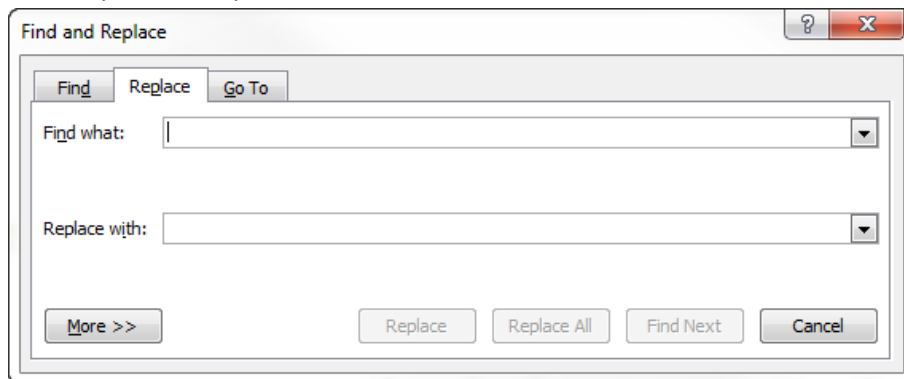 Find and Replace
Find Replace Go To
Find what:
Replace with:
More >> Replace Replace All Find Next Cancel